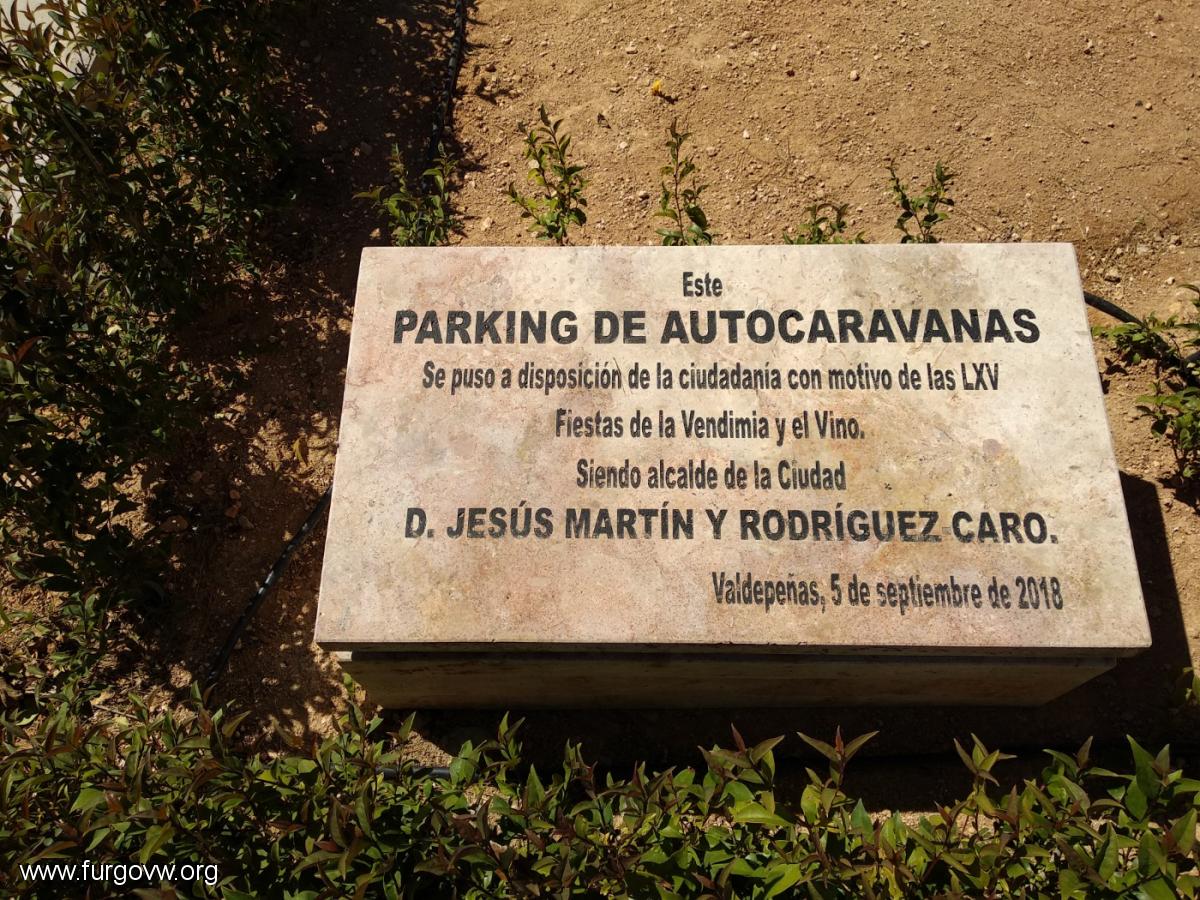 Este
PARKING DE AUTOCARAVANAS
Se puso a disposición de la ciudadanía con motivo de las LXV
Fiestas de la Vendimia y el Vino.
Siendo alcalde de la Ciudad
D. JESÚS MARTÍN Y RODRÍGUEZ CARO.
Valdepeñas, 5 de septiembre de 2018
www.furgovw.org